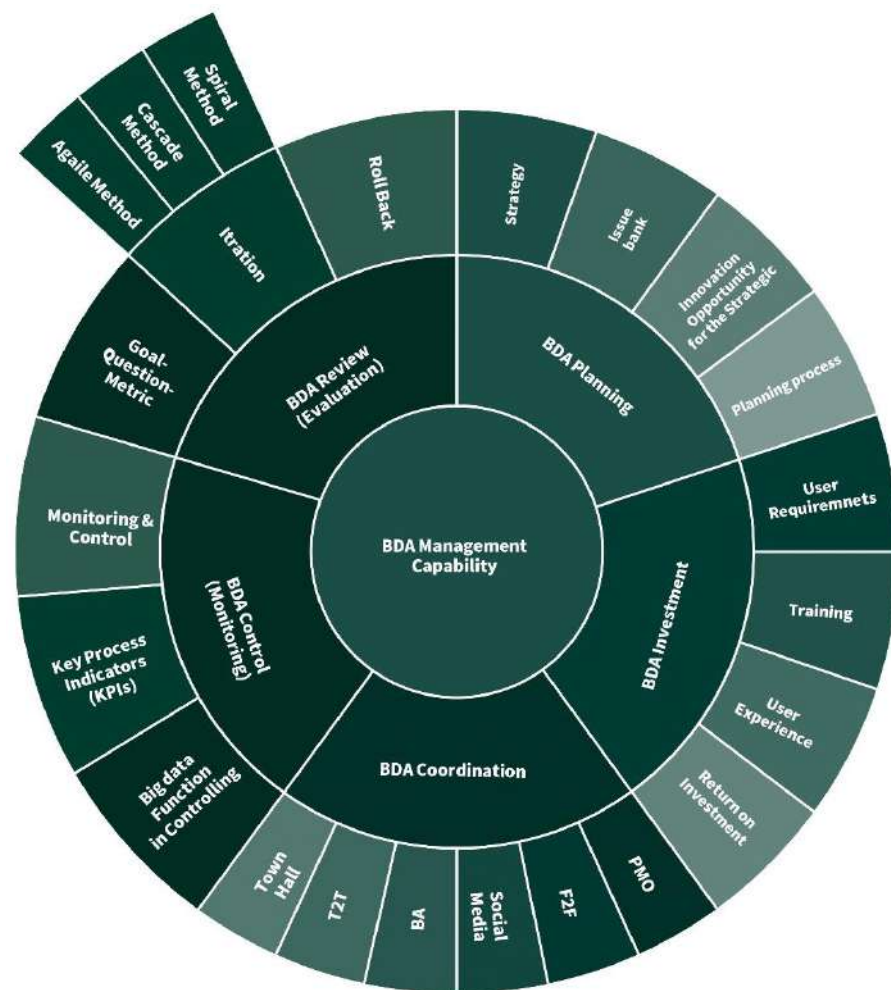 BDA Management
Capability
BDA Planning
Strategy
Issue
bank
Innovation
Opportunity
for the Strategic
Planning process
BDA Investment
User
Requiremnets
Training
User
Experience
Return on
Investment
BDA Coordination
PMO
F2F
Social
Media
BA
T2T
Town
Hall
BDA Control
(Monitoring)
Big data
Function
in Controlling
Key Process
Indicators
(KPIs)
Monitoring &
Control
BDA Review
(Evaluation)
Goal-
Question-
Metric
Itration
Agaile Method
Cascade
Method
Spiral
Method
Roll Back